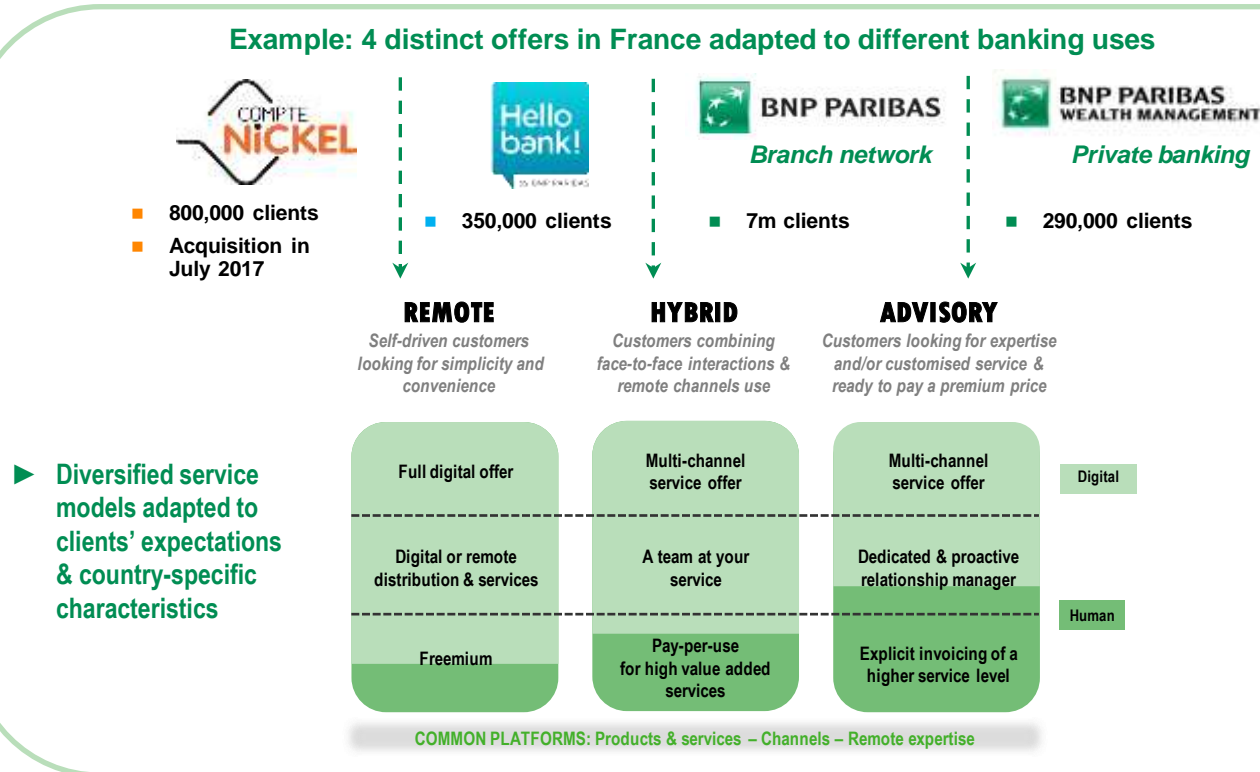 Example: 4 distinct offers in France adapted to different banking uses
COMPTE
NiCKEL
Hello
bank!
BY BNP PARIBAS
BNP PARIBAS
Branch network
BNP PARIBAS
WEALTH MANAGEMENT
Private banking
800,000 clients
Acquisition in
July 2017
350,000 clients
7m clients
290,000 clients
REMOTE
Self-driven customers
looking for simplicity and
convenience
HYBRID
Customers combining
face-to-face interactions &
remote channels use
ADVISORY
Customers looking for expertise
and/or customised service &
ready to pay a premium price
► Diversified service
models adapted to
clients' expectations
& country-specific
characteristics
Full digital offer
Multi-channel
service offer
Multi-channel
service offer
Digital
Digital or remote
distribution & services
A team at your
service
Dedicated & proactive
relationship manager
Human
Freemium
Pay-per-use
for high value added
services
Explicit invoicing of a
higher service level
COMMON PLATFORMS: Products & services – Channels – Remote expertise